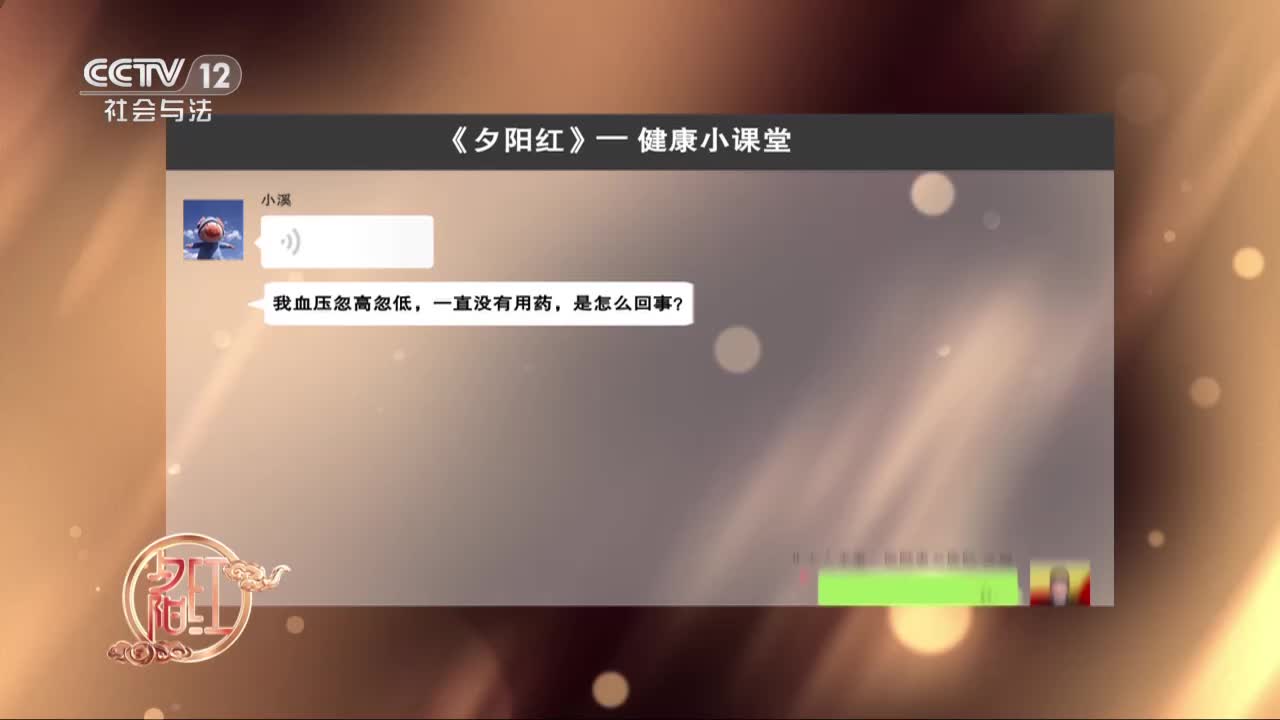 CCTV 12
社会与法
《夕阳红》一 健康小课堂
小溪
我血压忽高忽低，一直没有用药，是怎么回事?
夕阳红